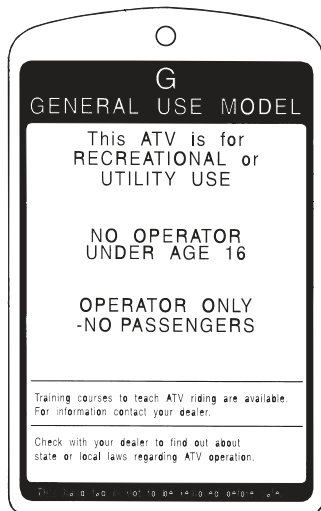 G
GENERAL USE MODEL
This ATV is for
RECREATIONAL or
UTILITY USE
NO OPERATOR
UNDER AGE 16
OPERATOR ONLY
-NO PASSENGERS
Training courses to teach ATV riding are available.
For information contact your dealer.
Check with your dealer to find out about
state or local laws regarding ATV operation.